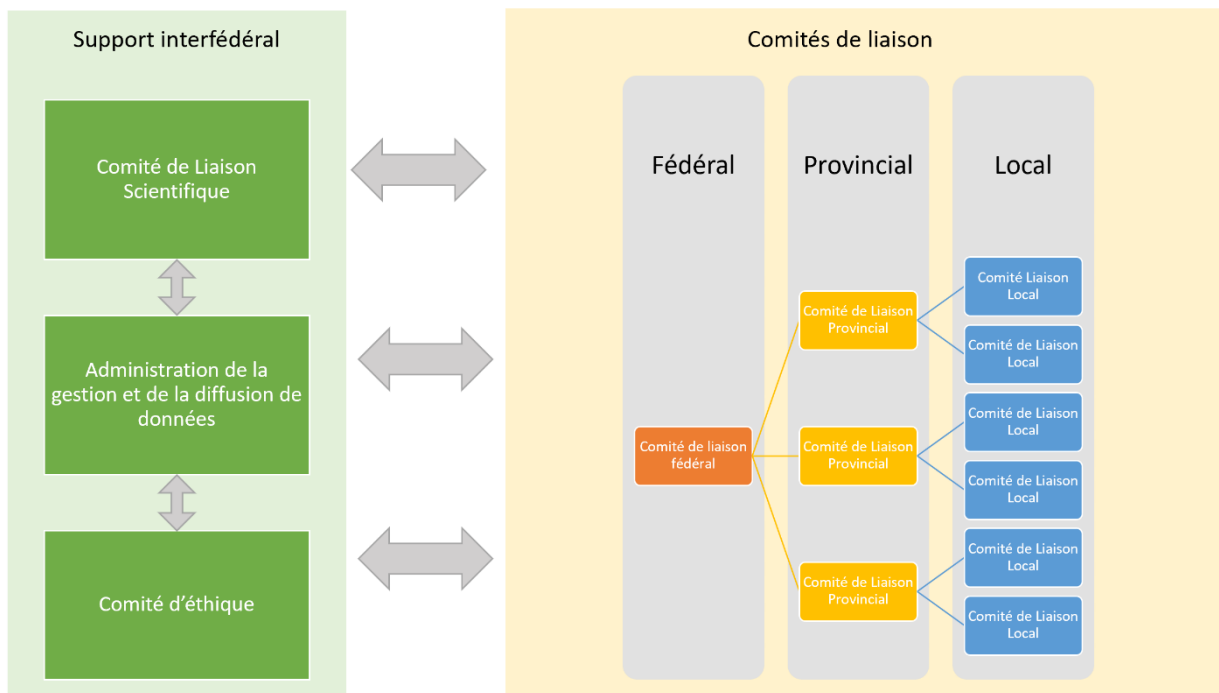 Support interfédéral
Comité de Liaison
Scientifique
Administration de la
gestion et de la diffusion de
données
Comité d'éthique
Comités de liaison
Fédéral
Provincial
Local
Comité de liaison
fédéral
Comité de Liaison
Provincial
Comité de Liaison
Provincial
Comité de Liaison
Provincial
Comité Liaison
Local
Comité de Liaison
Local
Comité de Liaison
Local
Comité de Liaison
Local
Comité de Liaison
Local
Comité de Liaison
Local